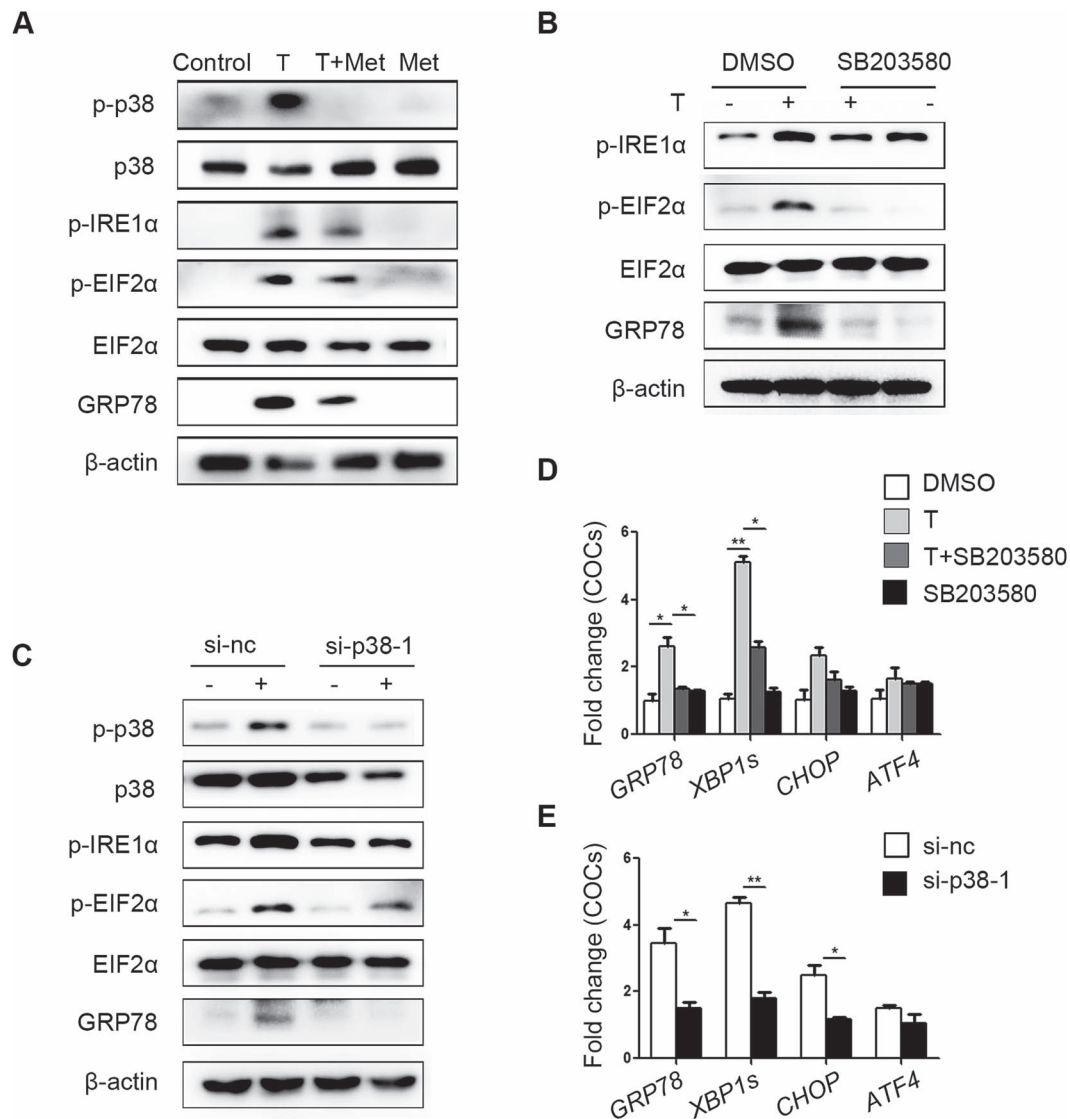 A
Control T T+Met Met
p-p38
p38
p-IRE1α
p-EIF2α
EIF2α
GRP78
β-actin
B
DMSO SB203580
T - + + -
p-IRE1α
p-EIF2α
EIF2α
GRP78
β-actin
C
si-nc si-p38-1
- + - +
p-p38
p38
p-IRE1α
p-EIF2α
EIF2α
GRP78
β-actin
D
DMSO
T
T+SB203580
SB203580
Fold change (COCs)
6
4
2
0
* * ** *
GRP78 XBP1s CHOP ATF4
E
si-nc
si-p38-1
Fold change (COCs)
6
4
2
0
* ** *
GRP78 XBP1s CHOP ATF4